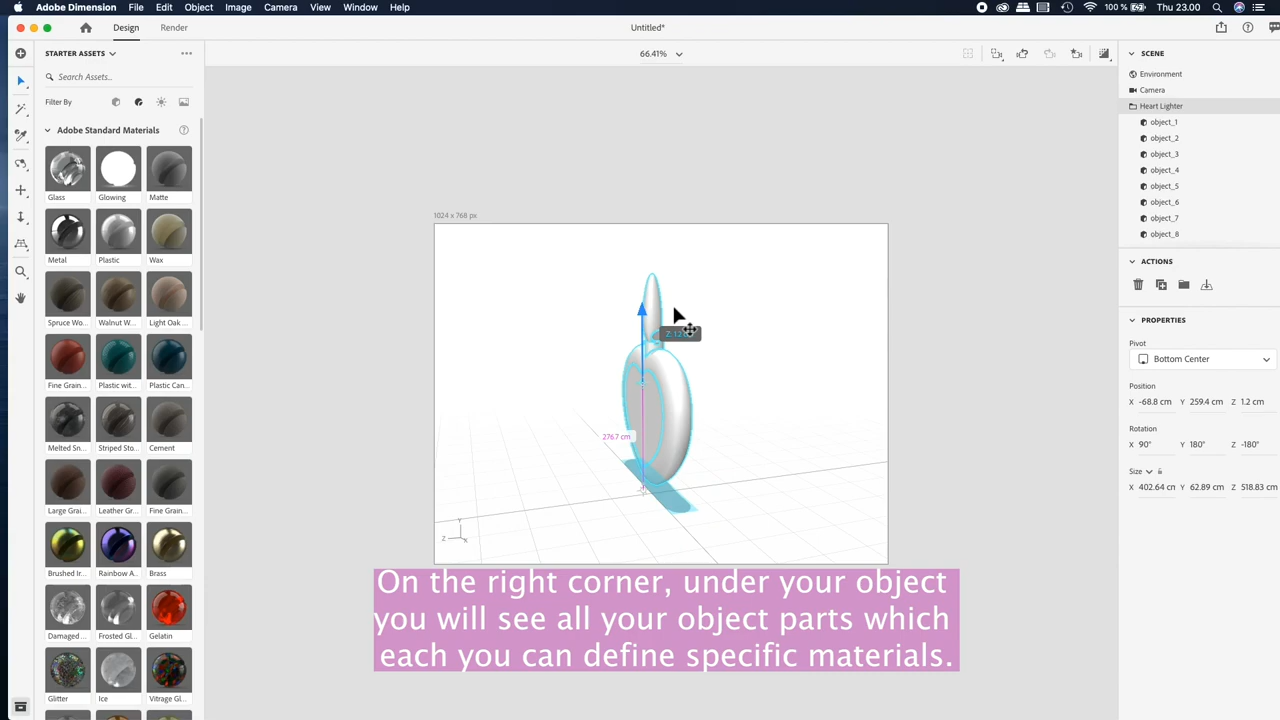 Adobe Dimension File Edit Object Image Camera View Window Help 100 % Thu 23.00
Design Render Untitled*
STARTER ASSETS 66.41% SCENE
Search Assets... Environment
Filter By Camera
Adobe Standard Materials Heart Lighter
object_1
object_2
object_3
object_4
object_5
object_6
object_7
object_8
Glass Glowing Matte
Metal Plastic Wax
Spruce Wo... Walnut W... Light Oak ...
Fine Grain... Plastic wit... Plastic Can...
Melted Sn... Striped Sto... Cement
Large Grai... Leather Gr... Fine Grain...
Brushed Ir... Rainbow A... Brass
Damaged ... Frosted Gl... Gelatin
Glitter Ice Vitrage Gl...
1024 x 768 px
276.7 cm
Y
Z X
On the right corner, under your object
you will see all your object parts which
each you can define specific materials.
ACTIONS
PROPERTIES
Pivot
Bottom Center
Position
X -68.8 cm Y 259.4 cm Z 1.2 cm
Rotation
X 90° Y 180° Z -180°
Size
X 402.64 cm Y 62.89 cm Z 518.83 cm